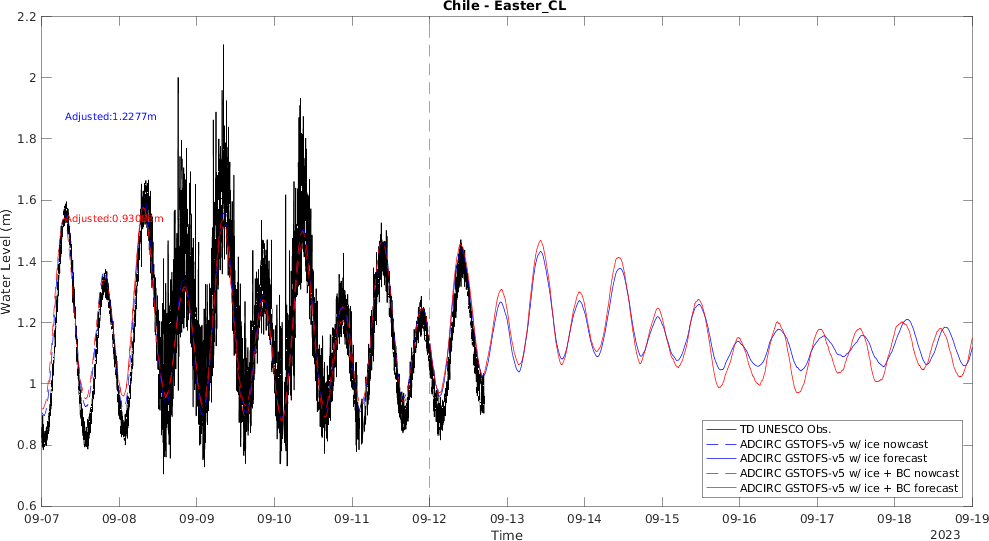 Chile - Easter_CL
2.2
2
1.8
1.6
1.4
1.2
1
0.8
0.6
Water Level (m)
Adjusted:1.2277m
TD UNESCO Obs.
ADCIRC GSTOFS-v5 w/ ice nowcast
ADCIRC GSTOFS-v5 w/ ice forecast
ADCIRC GSTOFS-v5 w/ ice + BC nowcast
ADCIRC GSTOFS-v5 w/ ice + BC forecast
09-07 09-08 09-09 09-10 09-11 09-12 09-13 09-14 09-15 09-16 09-17 09-18 09-19
Time
2023